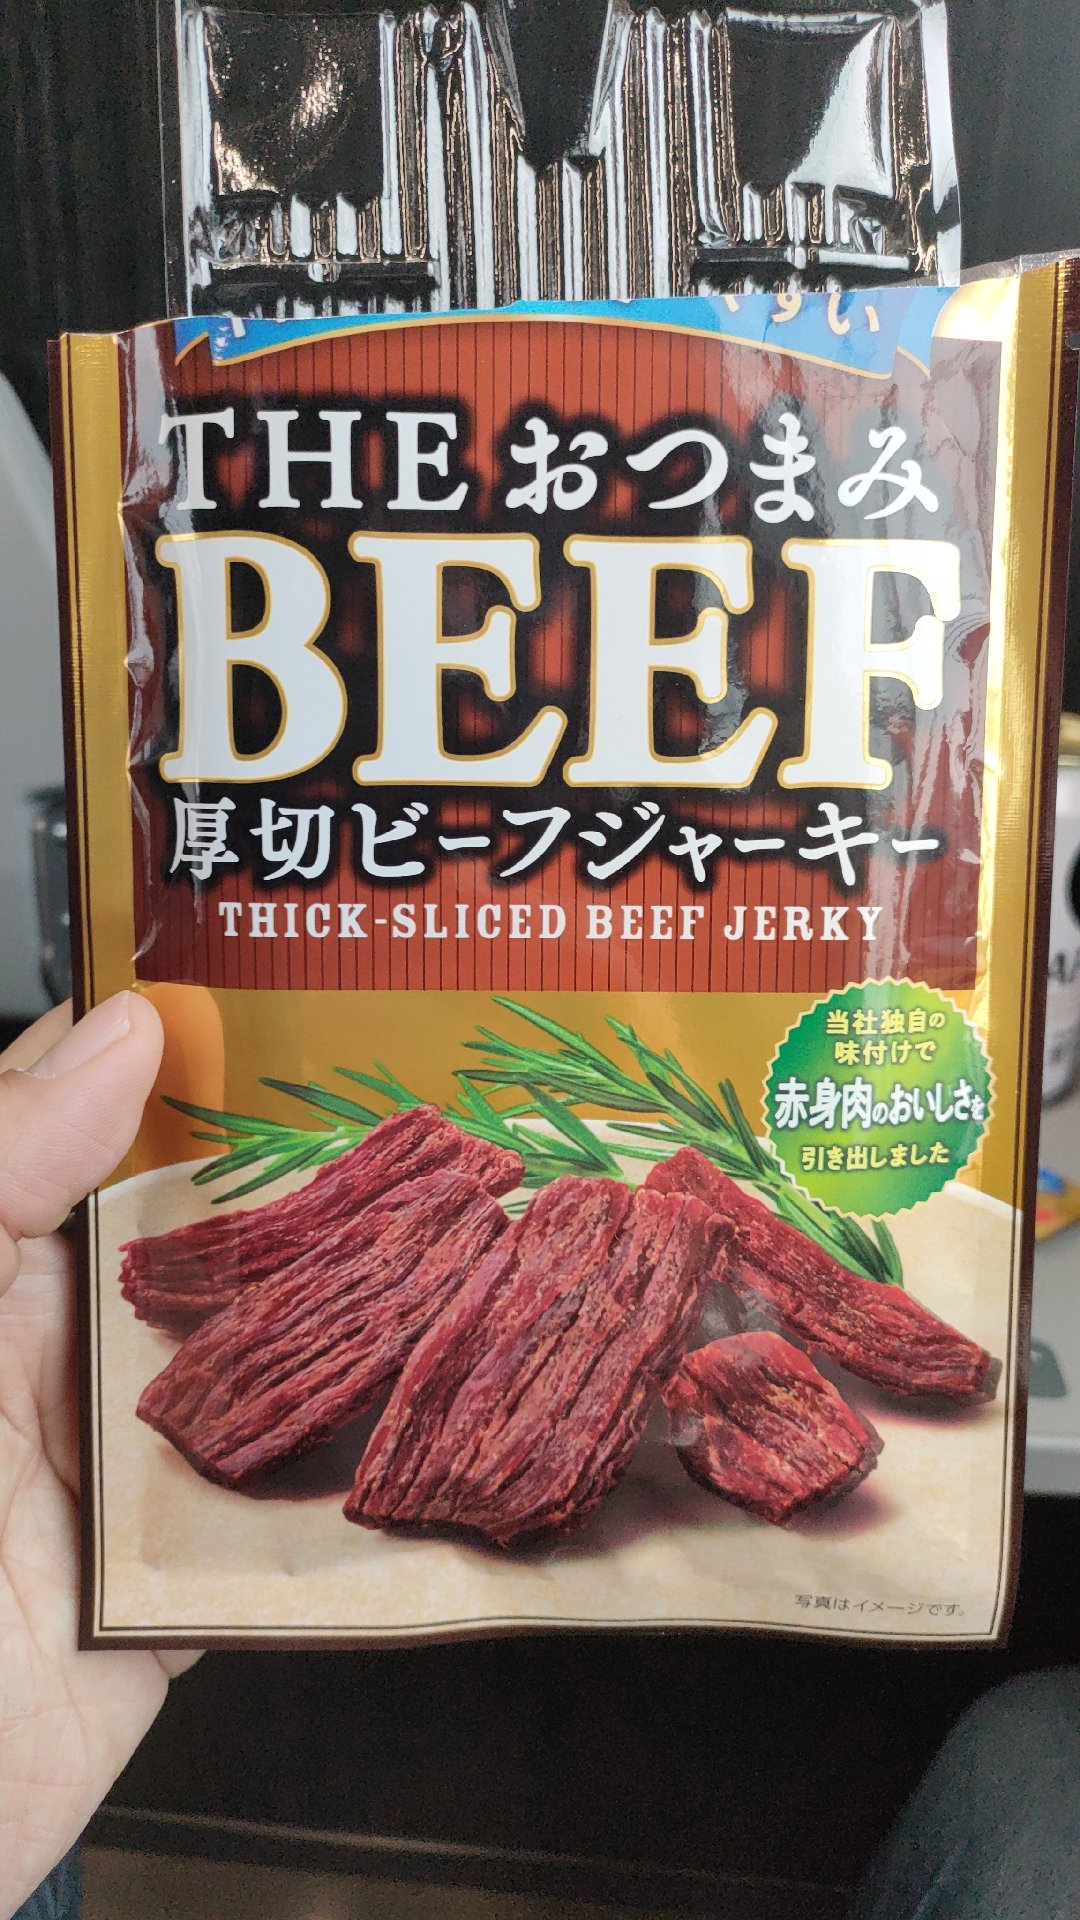 すい
THE おつまみ
BEEF
厚切ビーフジャーキー
THICK-SLICED BEEF JERKY
当社独自の
味付けで
赤身肉のおいしさを
引き出しました
写真はイメージです。